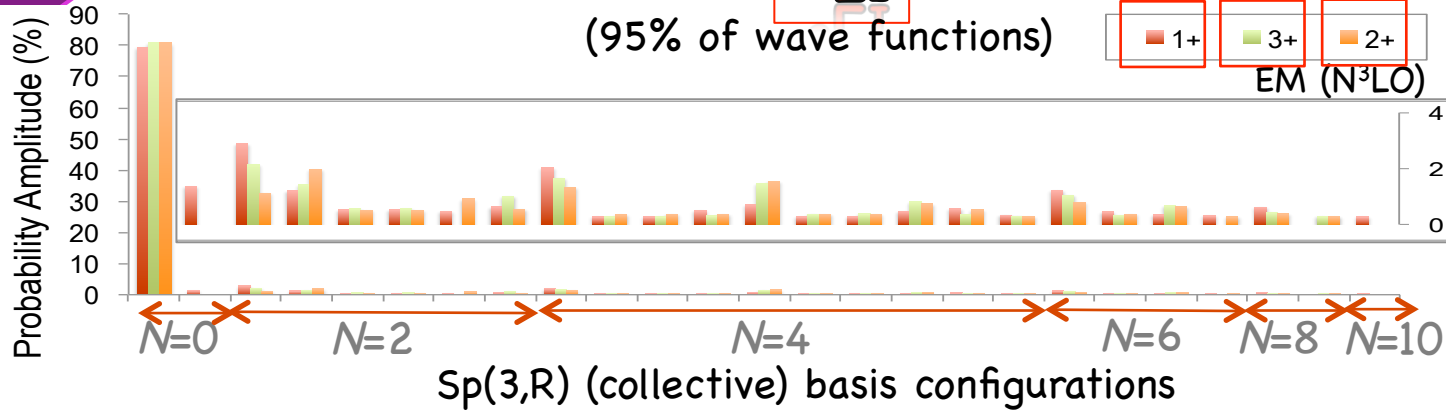 (95% of wave functions)
1+ 3+ 2+
EM (N³LO)
Probability Amplitude (%)
90
80
70
60
50
40
30
20
10
0
4
2
0
N=0 N=2 N=4 N=6 N=8 N=10
Sp(3,R) (collective) basis configurations